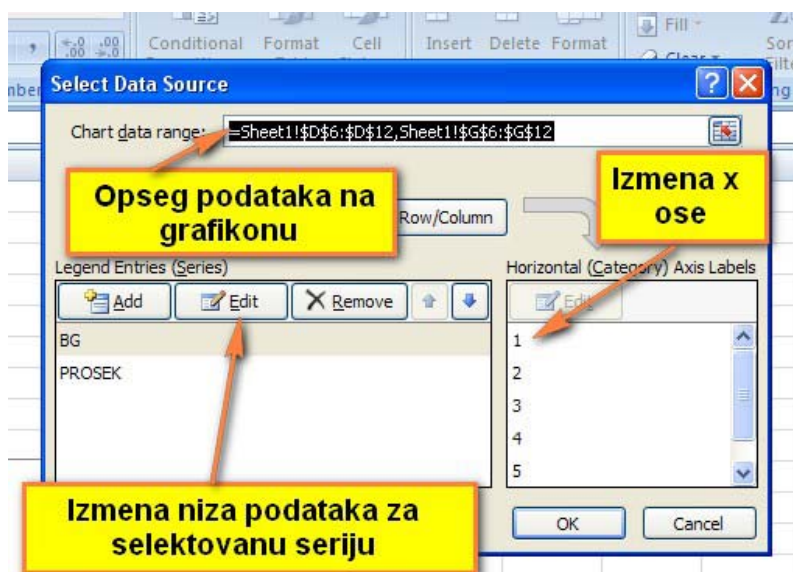 Fill
Conditional Format Cell Insert Delete Format
Select Data Source
Chart data range: =Sheet1!$D$6:$D$12,Sheet1!$G$6:$G$12
Opseg podataka na
grafikonu
Izmena x
ose
Row/Column
Legend Entries (Series)
Horizontal (Category) Axis Labels
Add Edit Remove
Edit
BG
PROSEK
1
2
3
4
5
Izmena niza podataka za
selektovanu seriju
OK Cancel